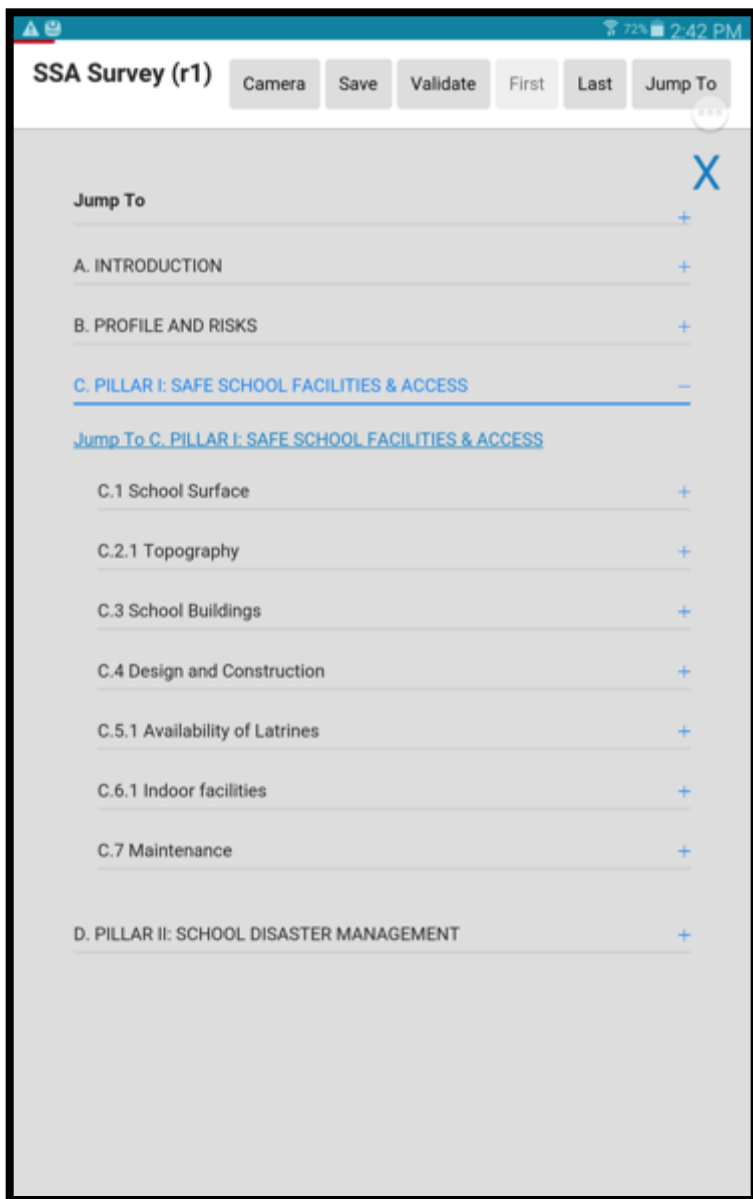 72% 2:42 PM
SSA Survey (r1) Camera Save Validate First Last Jump To
X
Jump To
+
A. INTRODUCTION +
B. PROFILE AND RISKS +
C. PILLAR I: SAFE SCHOOL FACILITIES & ACCESS −
Jump To C. PILLAR I: SAFE SCHOOL FACILITIES & ACCESS
C.1 School Surface +
C.2.1 Topography +
C.3 School Buildings +
C.4 Design and Construction +
C.5.1 Availability of Latrines +
C.6.1 Indoor facilities +
C.7 Maintenance +
D. PILLAR II: SCHOOL DISASTER MANAGEMENT +